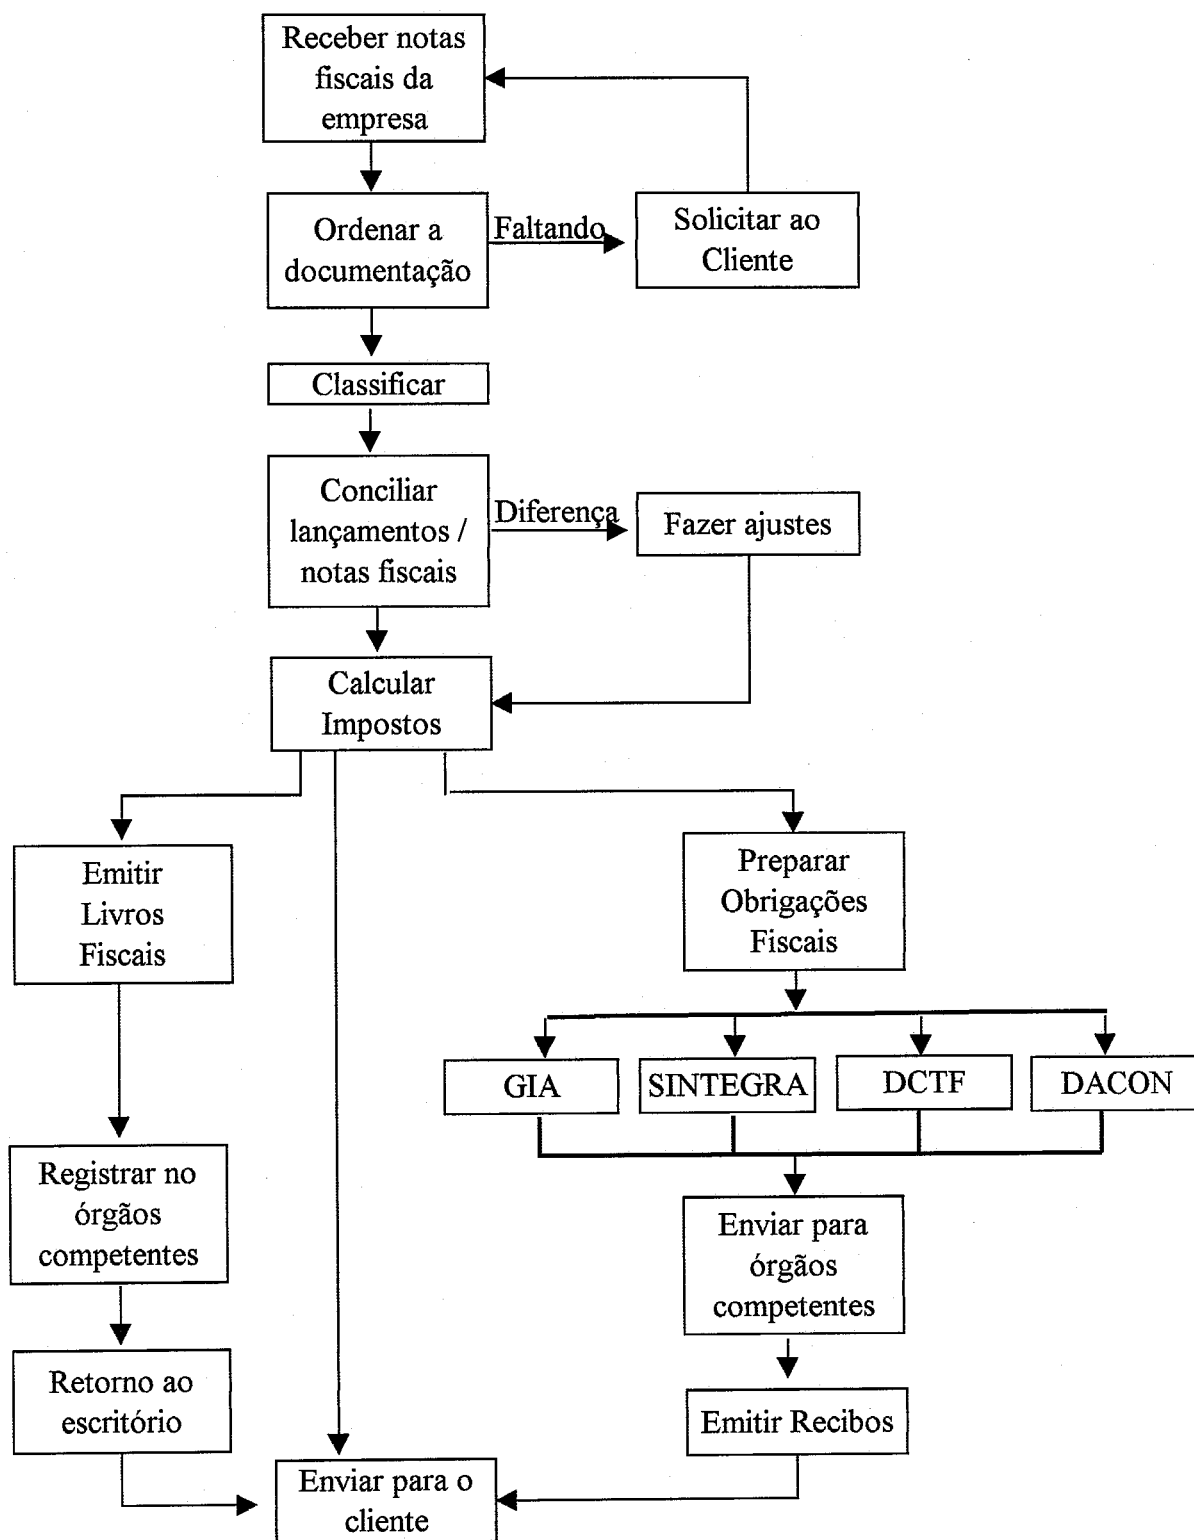 Receber notas
fiscais da
empresa
Ordenar a
documentação
Faltando
Solicitar ao
Cliente
Classificar
Conciliar
lançamentos /
notas fiscais
Diferença
Fazer ajustes
Calcular
Impostos
Emitir
Livros
Fiscais
Preparar
Obrigações
Fiscais
GIA
SINTEGRA
DCTF
DACON
Registrar no
órgãos
competentes
Enviar para
órgãos
competentes
Retorno ao
escritório
Emitir Recibos
Enviar para o
cliente